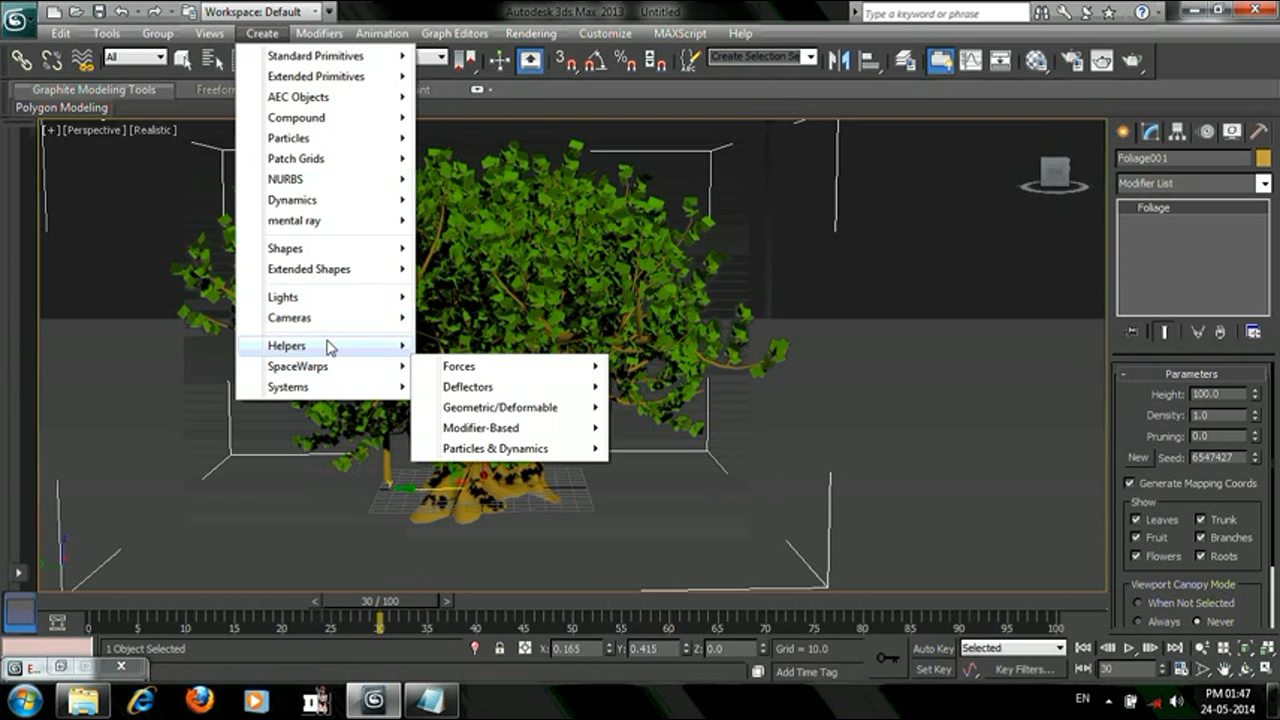 Workspace: Default
Autodesk 3ds Max 2013 Untitled
Type a keyword or phrase
Edit Tools Group Views Create Modifiers Animation Graph Editors Rendering Customize MAXScript Help
All
Create Selection Se
Graphite Modeling Tools
Freeform
Polygon Modeling
Standard Primitives
Extended Primitives
AEC Objects
Compound
Particles
Patch Grids
NURBS
Dynamics
mental ray
Shapes
Extended Shapes
Lights
Cameras
Helpers
SpaceWarps
Systems
Forces
Deflectors
Geometric/Deformable
Modifier-Based
Particles & Dynamics
[+] [Perspective] [Realistic]
Foliage001
Modifier List
Foliage
Parameters
Height: 100.0
Density: 1.0
Pruning: 0.0
New Seed: 6547427
Generate Mapping Coords
Show
Leaves Trunk
Fruit Branches
Flowers Roots
Viewport Canopy Mode
When Not Selected
Always Never
30 / 100
0 5 10 15 20 25 30 35 40 45 50 55 60 65 70 75 80 85 90 95 100
1 Object Selected
X: 0.165 Y: 0.415 Z: 0.0 Grid = 10.0
Auto Key Selected
Add Time Tag
Set Key Key Filters...
30
E...
EN
PM 01:47
24-05-2014